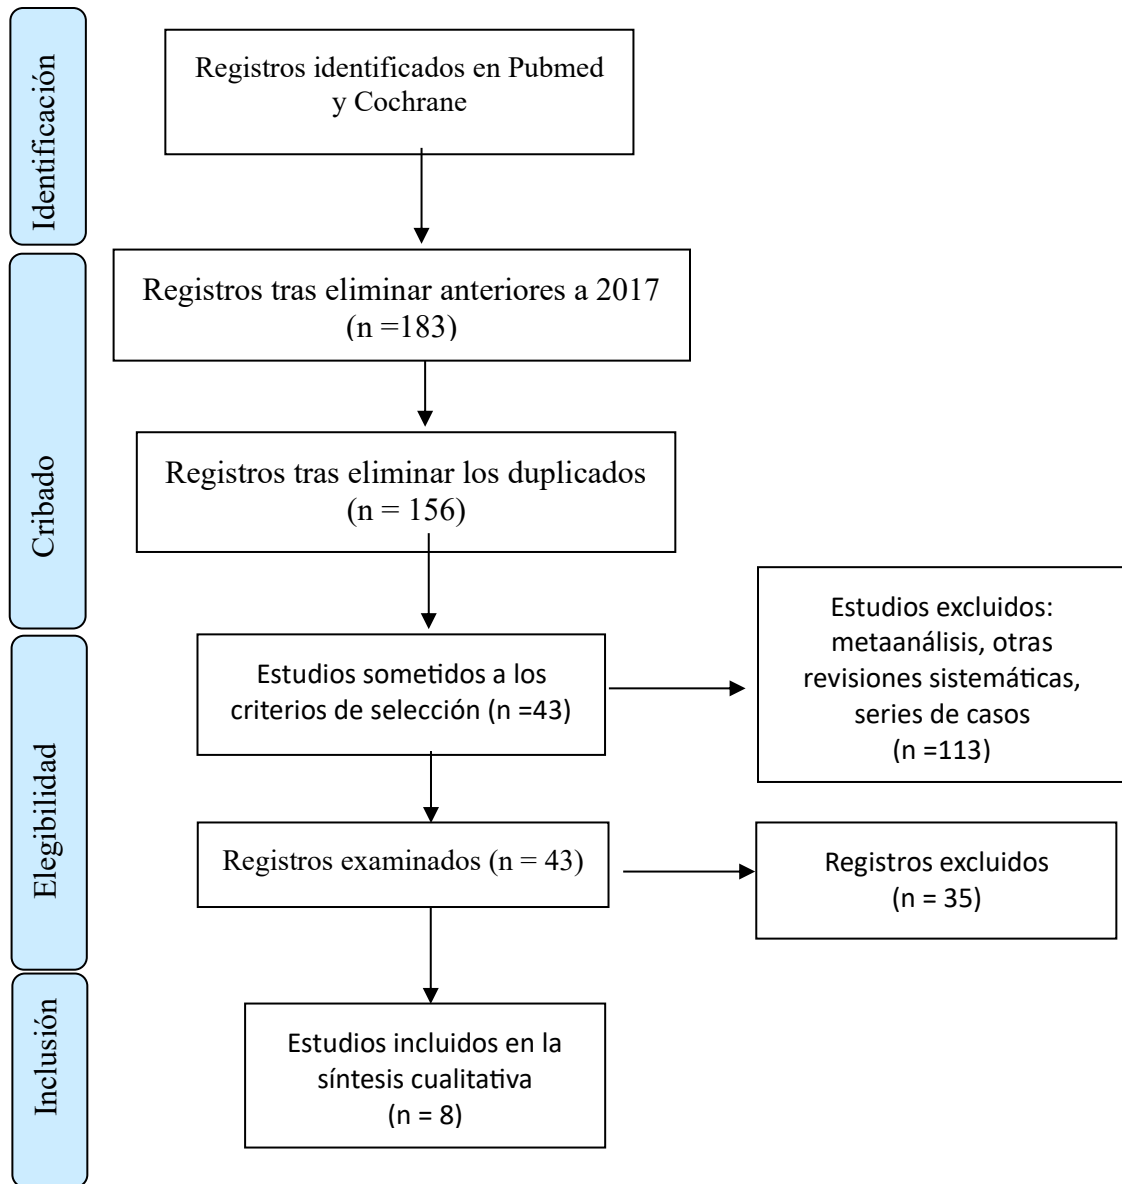 Identificación
Registros identificados en Pubmed
y Cochrane
Cribado
Registros tras eliminar anteriores a 2017
(n =183)
Registros tras eliminar los duplicados
(n = 156)
Elegibilidad
Estudios sometidos a los
criterios de selección (n =43)
Estudios excluidos:
metaanálisis, otras
revisiones sistemáticas,
series de casos
(n =113)
Registros examinados (n = 43)
Registros excluidos
(n = 35)
Inclusión
Estudios incluidos en la
síntesis cualitativa
(n = 8)